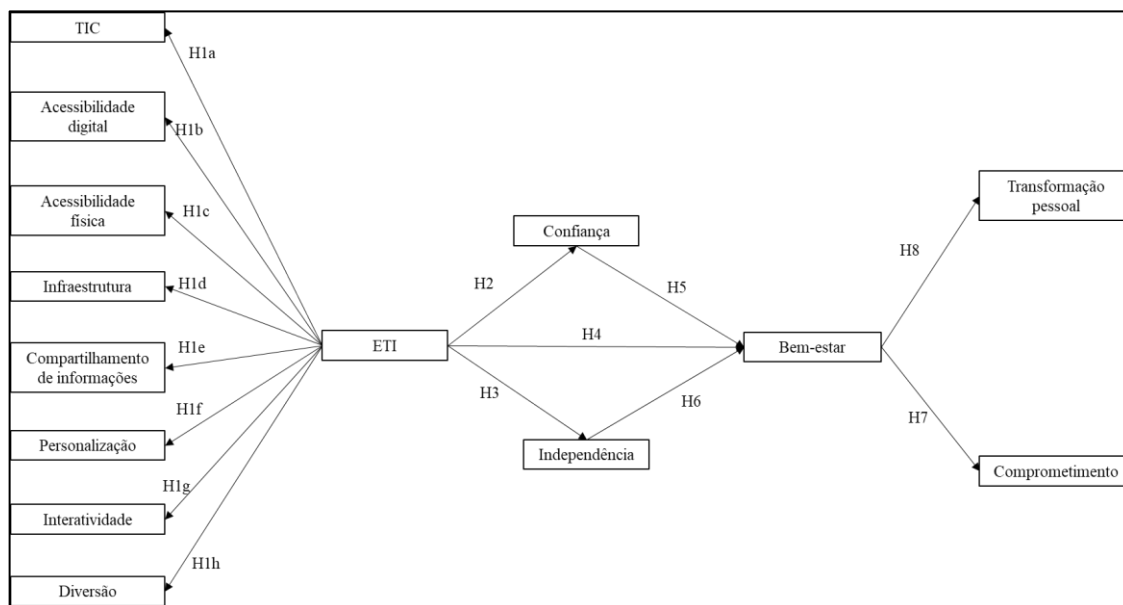 TIC
H1a
Acessibilidade
digital
H1b
Acessibilidade
física
H1c
Infraestrutura
H1d
Compartilhamento
de informações
H1e
Personalização
H1f
Interatividade
H1g
Diversão
H1h
ETI
H2
H4
H3
Confiança
Independência
H5
H6
Bem-estar
H8
H7
Transformação
pessoal
Comprometimento